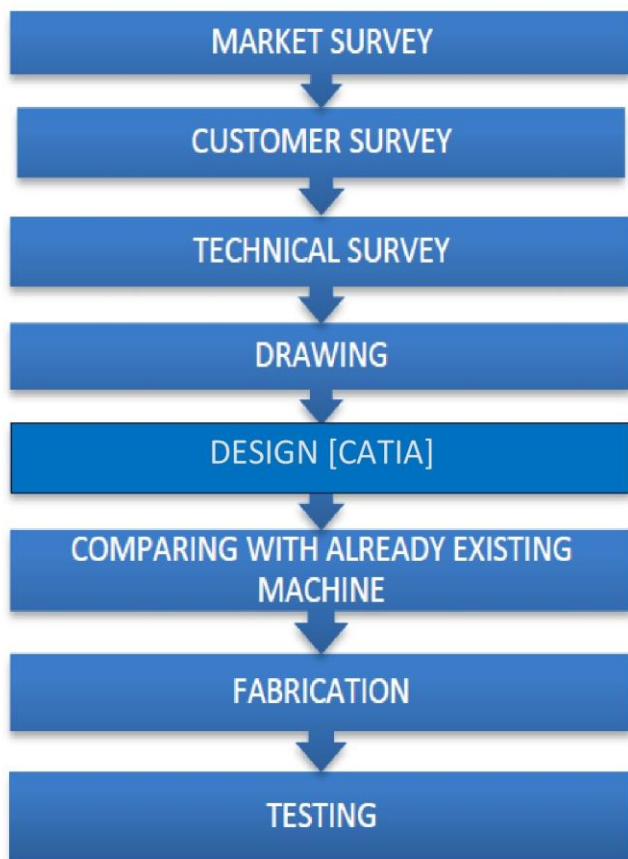 MARKET SURVEY
CUSTOMER SURVEY
TECHNICAL SURVEY
DRAWING
DESIGN [CATIA]
COMPARING WITH ALREADY EXISTING
MACHINE
FABRICATION
TESTING